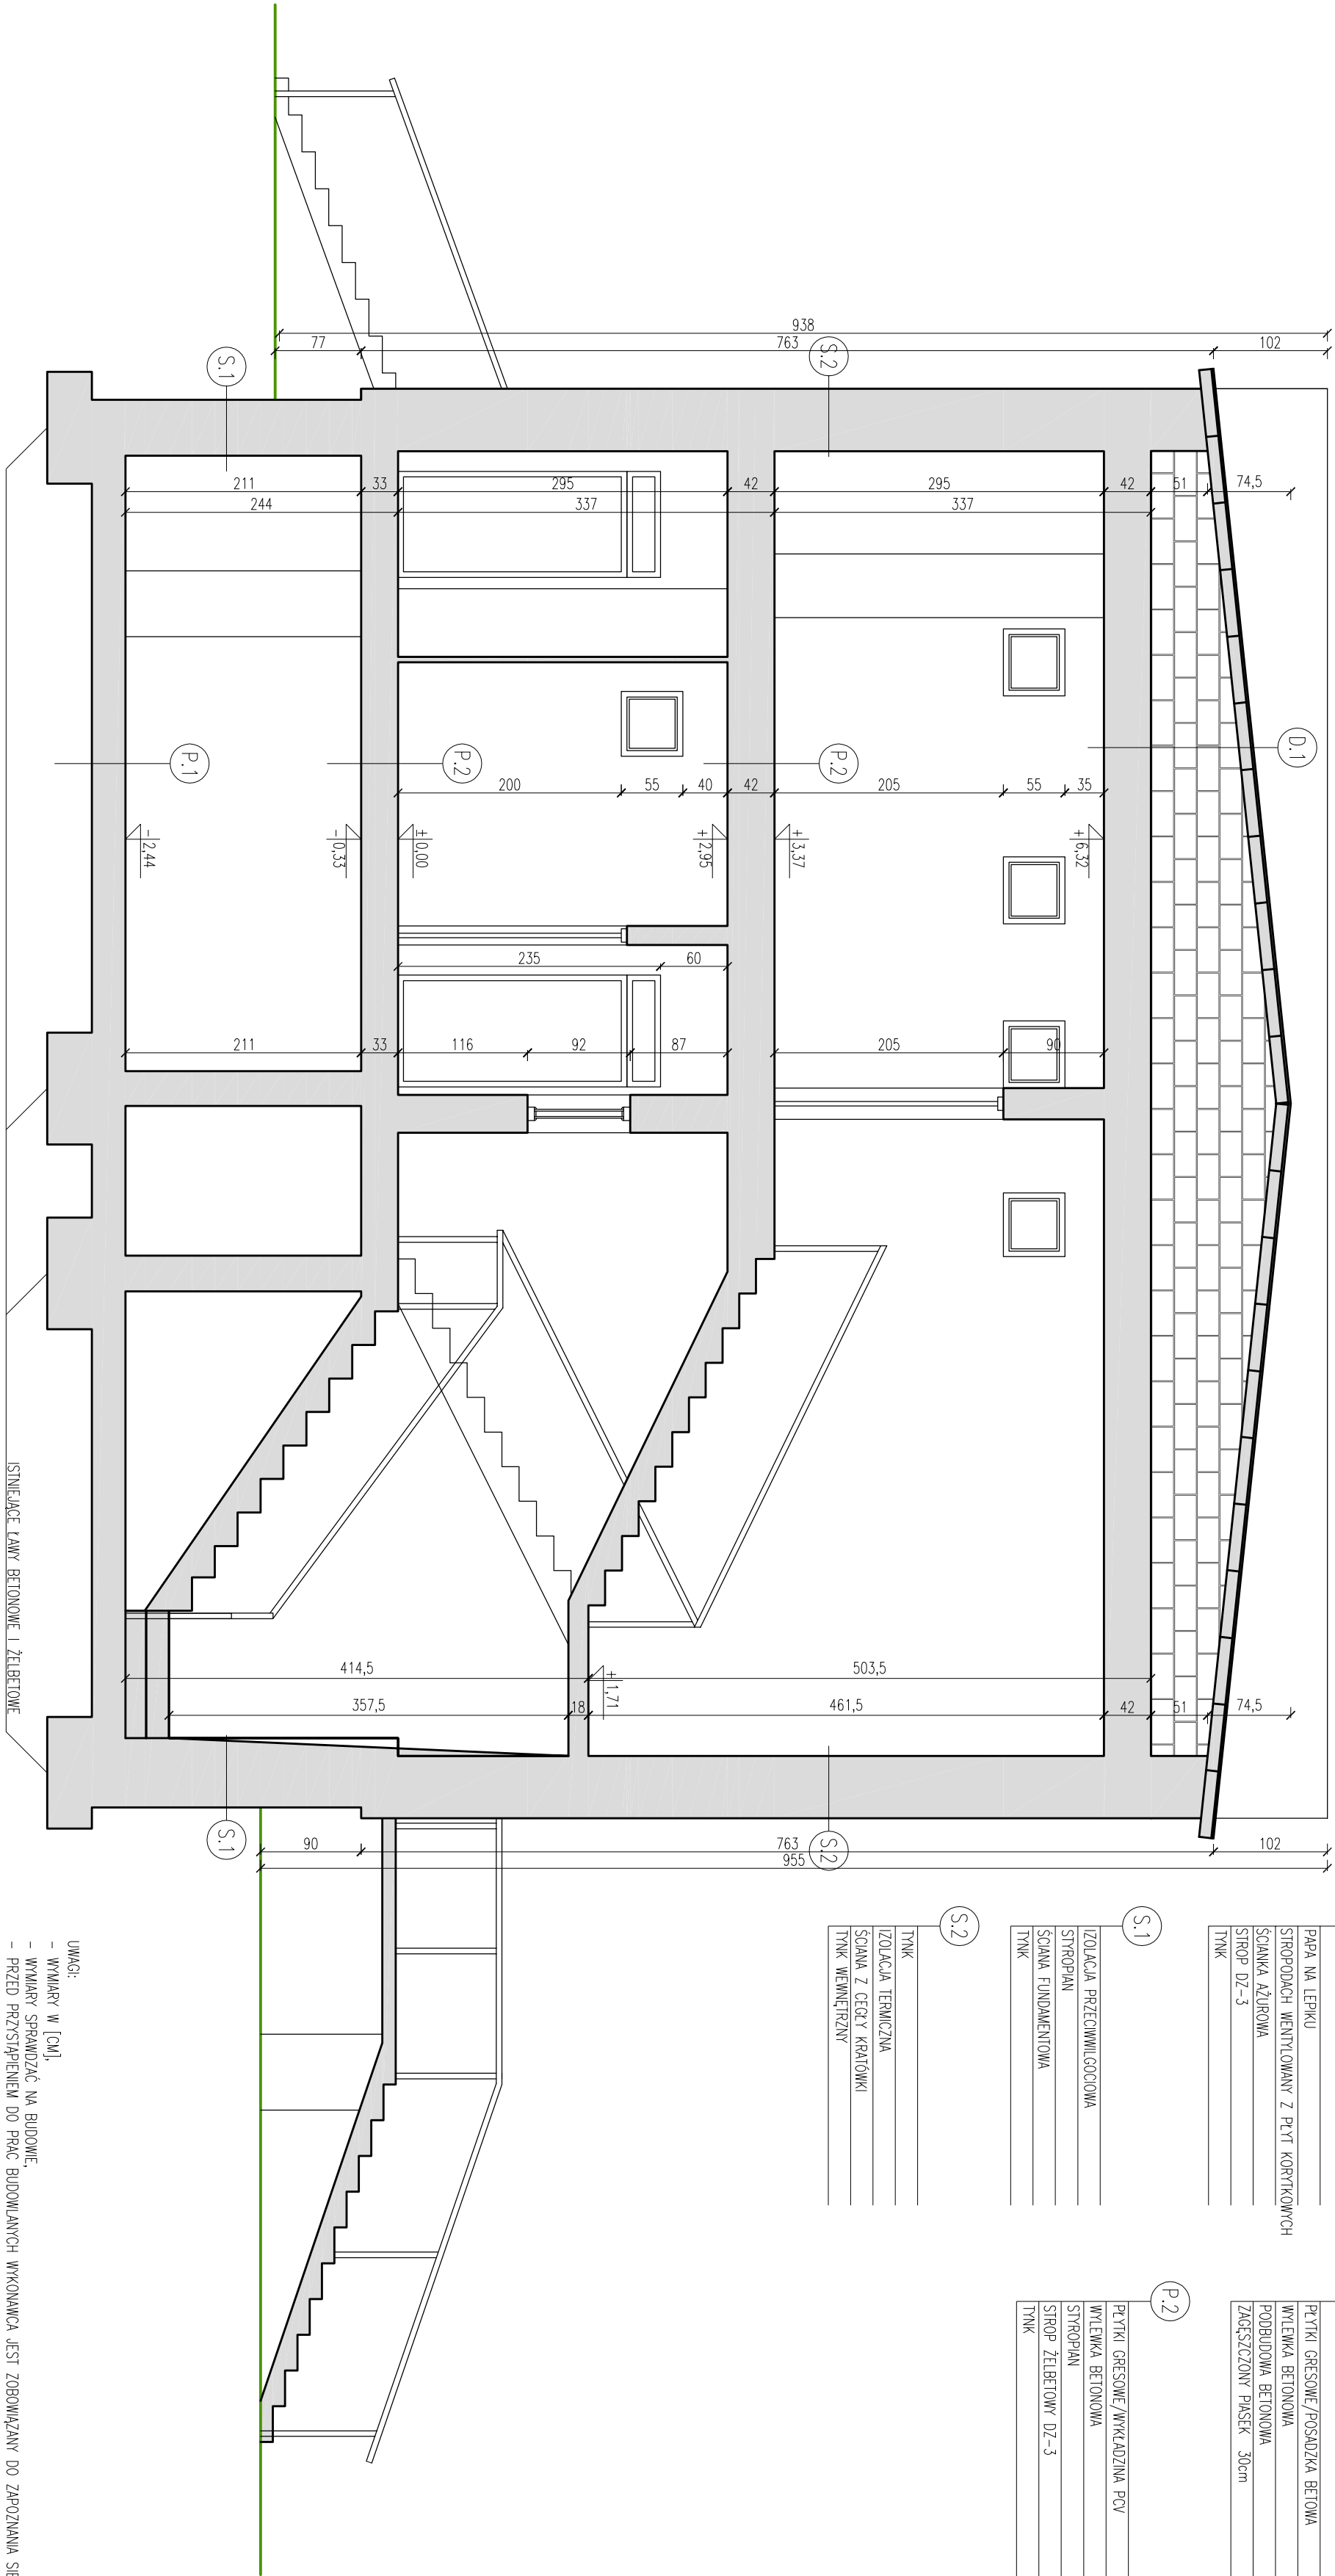 938
77
763
102
S.1
S.2
211
33
295
42
295
42
51
74,5
244
337
337
D.1
P.1
P.2
P.2
200
55
40
42
205
55
35
-2,44
-0,33
±0,00
+2,95
+3,37
+6,32
235
60
211
33
116
92
87
205
90
414,5
503,5
+1,71
357,5
18
461,5
42
51
74,5
S.1
90
763
S.2
102
955
ISTNIEJĄCE ŁAWY BETONOWE I ŻELBETOWE
PAPA NA LEPIKU
STROPODACH WENTYLOWANY Z PŁYT KORYTKOWYCH
ŚCIANKA AŻUROWA
STROP DZ-3
TYNK
S.1
IZOLACJA PRZECIWWILGOCIOWA
STYROPIAN
ŚCIANA FUNDAMENTOWA
TYNK
S.2
TYNK
IZOLACJA TERMICZNA
ŚCIANA Z CEGŁY KRATÓWKI
TYNK WEWNĘTRZNY
PŁYTKI GRESOWE/POSADZKA BETOWA
WYLEWKA BETONOWA
PODBUDOWA BETONOWA
ZAGĘSZCZONY PIASEK 30cm
P.2
PŁYTKI GRESOWE/WYKŁADZINA PCV
WYLEWKA BETONOWA
STYROPIAN
STROP ŻELBETOWY DZ-3
TYNK
UWAGI:
- WYMIARY W [CM],
- WYMIARY SPRAWDZAĆ NA BUDOWIE,
- PRZED PRZYSTĄPIENIEM DO PRAC BUDOWLANYCH WYKONAWCA JEST ZOBOWIĄZANY DO ZAPOZNANIA SIĘ